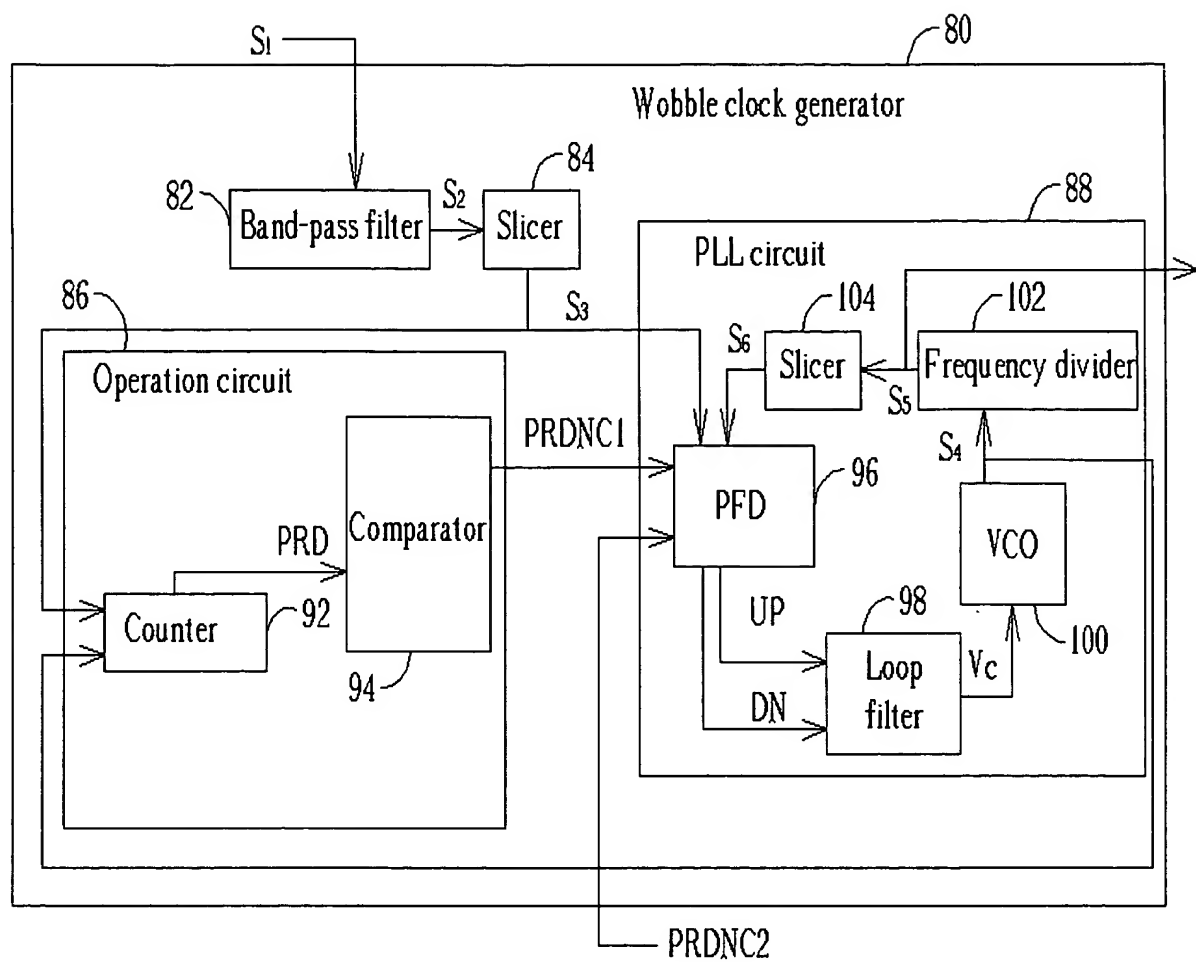 S1
80
Wobble clock generator
84
82
Band-pass filter
S2
Slicer
88
PLL circuit
86
S3
104
102
Operation circuit
S6
Slicer
S5
Frequency divider
PRDNC1
S4
96
PFD
Comparator
VCO
PRD
Counter
92
UP
98
100
94
Loop
filter
Vc
DN
PRDNC2